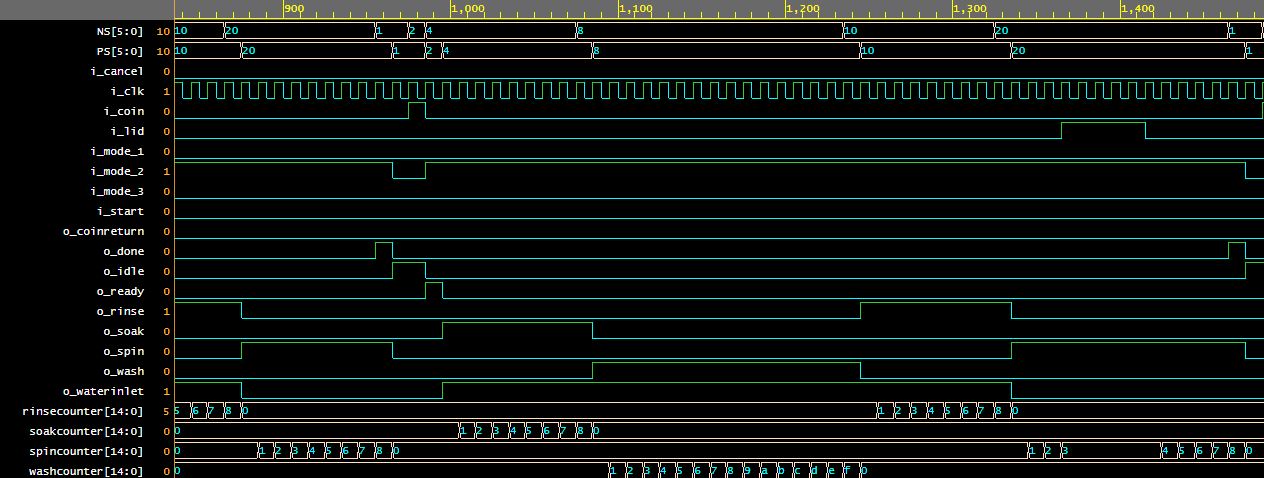 900 1,000 1,100 1,200 1,300 1,400
NS[5:0] 10 10 20 1 2 4 8 10 20 1
PS[5:0] 10 10 20 1 2 4 8 10 20 1
i_cancel 0
i_clk 1
i_coin 0
i_lid 0
i_mode_1 0
i_mode_2 1
i_mode_3 0
i_start 0
o_coinreturn 0
o_done 0
o_idle 0
o_ready 0
o_rinse 1
o_soak 0
o_spin 0
o_wash 0
o_waterinlet 1
rinsecounter[14:0] 5 5 6 7 8 0 1 2 3 4 5 6 7 8 0
soakcounter[14:0] 0 0 1 2 3 4 5 6 7 8 0
spincounter[14:0] 0 0 1 2 3 4 5 6 7 8 0 1 2 3 4 5 6 7 8 0
washcounter[14:0] 0 0 1 2 3 4 5 6 7 8 9 a b c d e f 0